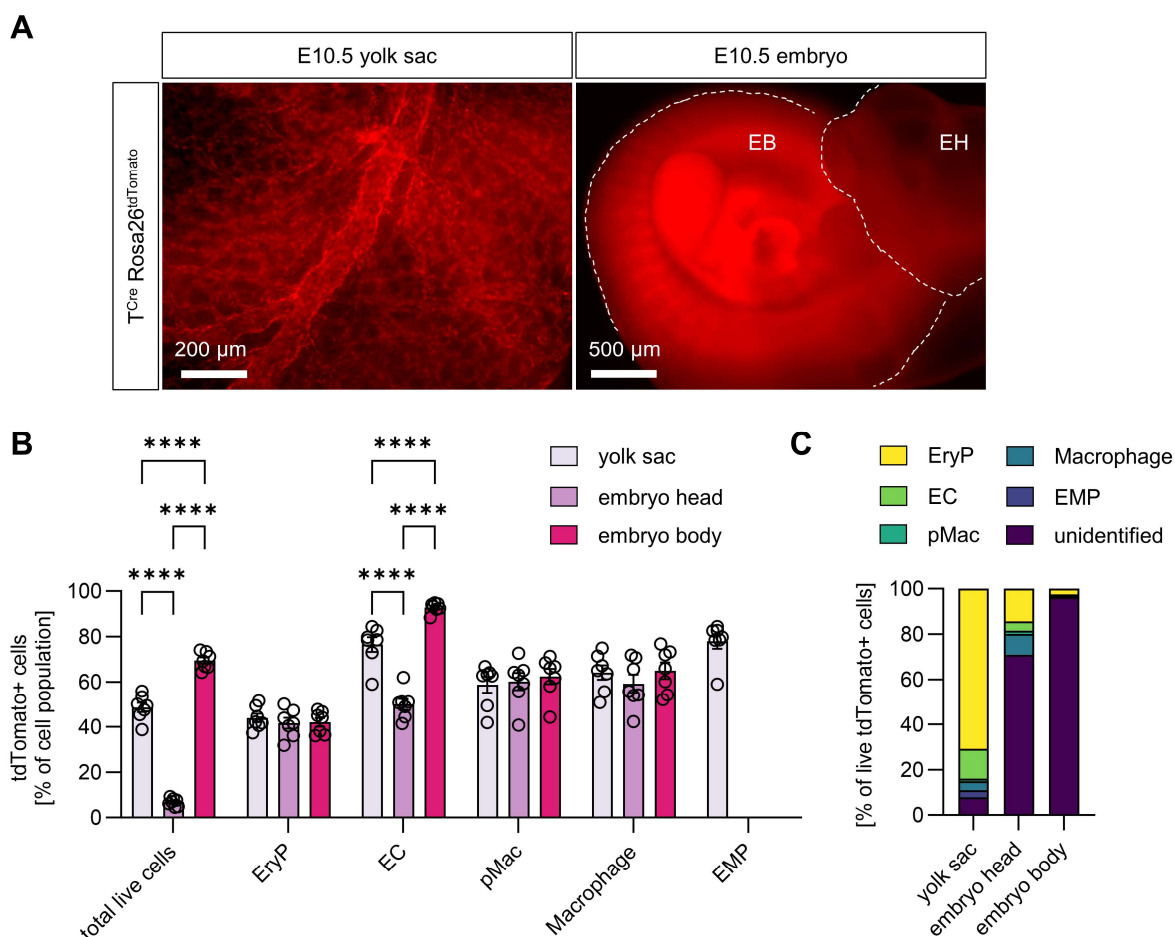 A
E10.5 yolk sac
E10.5 embryo
T^Cre Rosa26^tdTomato
200 μm
EB
EH
500 μm
B
**** ****
**** ****
**** ****
yolk sac
embryo head
embryo body
tdTomato+ cells
[% of cell population]
100
80
60
40
20
0
total live cells
EryP
EC
pMac
Macrophage
EMP
C
EryP
EC
pMac
Macrophage
EMP
unidentified
[% of live tdTomato+ cells]
100
80
60
40
20
0
yolk sac
embryo head
embryo body